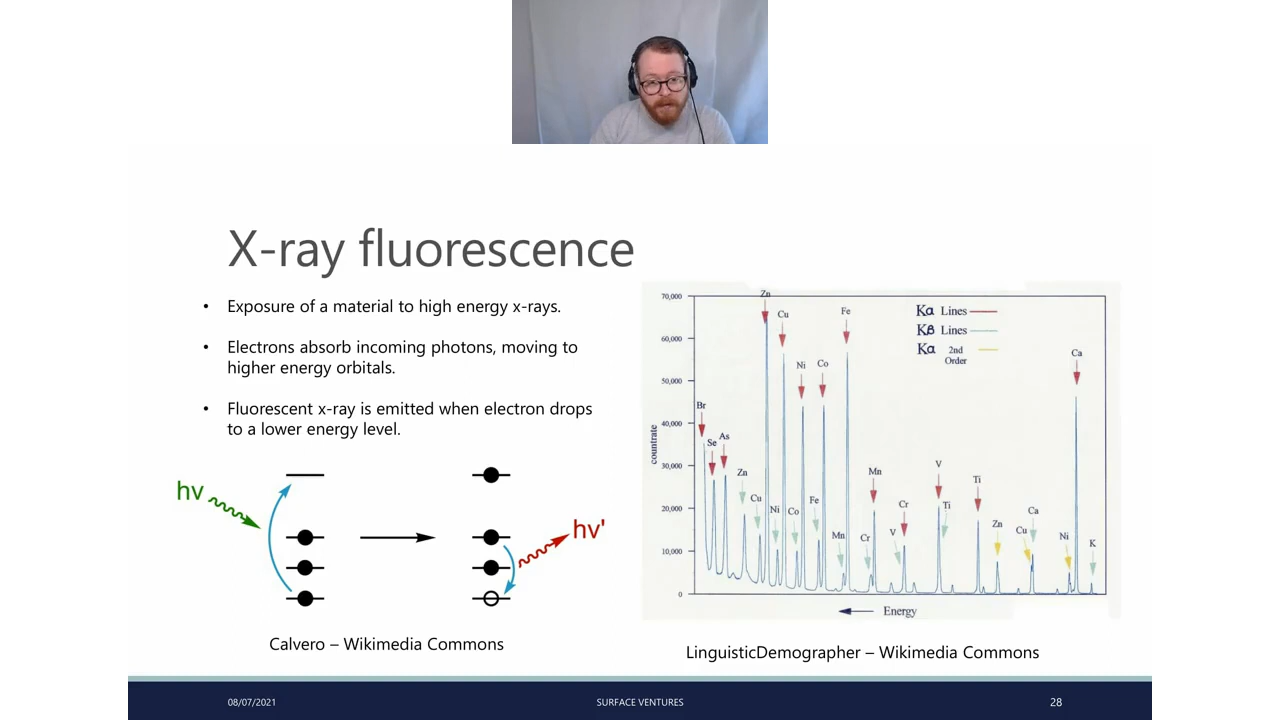 X-ray fluorescence
• Exposure of a material to high energy x-rays.
• Electrons absorb incoming photons, moving to
higher energy orbitals.
• Fluorescent x-ray is emitted when electron drops
to a lower energy level.
hν
hν'
Calvero – Wikimedia Commons
70,000
60,000
50,000
40,000
30,000
20,000
10,000
0
countrate
Kα Lines
Kβ Lines
Kα 2nd
Order
Br
Se
As
Zn
Zn
Cu
Cu
Ni
Ni
Co
Co
Fe
Fe
Mn
Mn
Cr
V
Cr
V
Ti
Ti
Zn
Cu
Ca
Ni
Ca
K
Energy
LinguisticDemographer – Wikimedia Commons
08/07/2021
SURFACE VENTURES
28